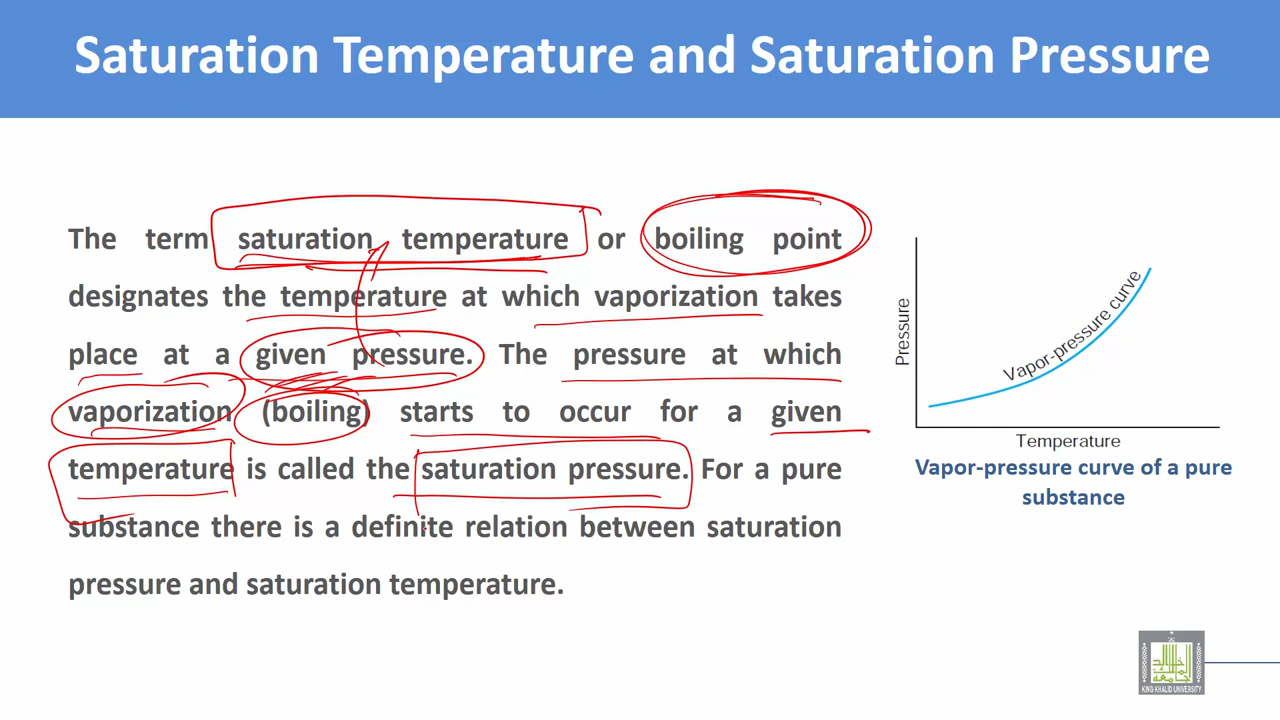 Saturation Temperature and Saturation Pressure
The term saturation temperature or boiling point
designates the temperature at which vaporization takes
place at a given pressure. The pressure at which
vaporization (boiling) starts to occur for a given
temperature is called the saturation pressure. For a pure
substance there is a definite relation between saturation
pressure and saturation temperature.
Pressure
Vapor-pressure curve
Temperature
Vapor-pressure curve of a pure
substance
KING KHALID UNIVERSITY